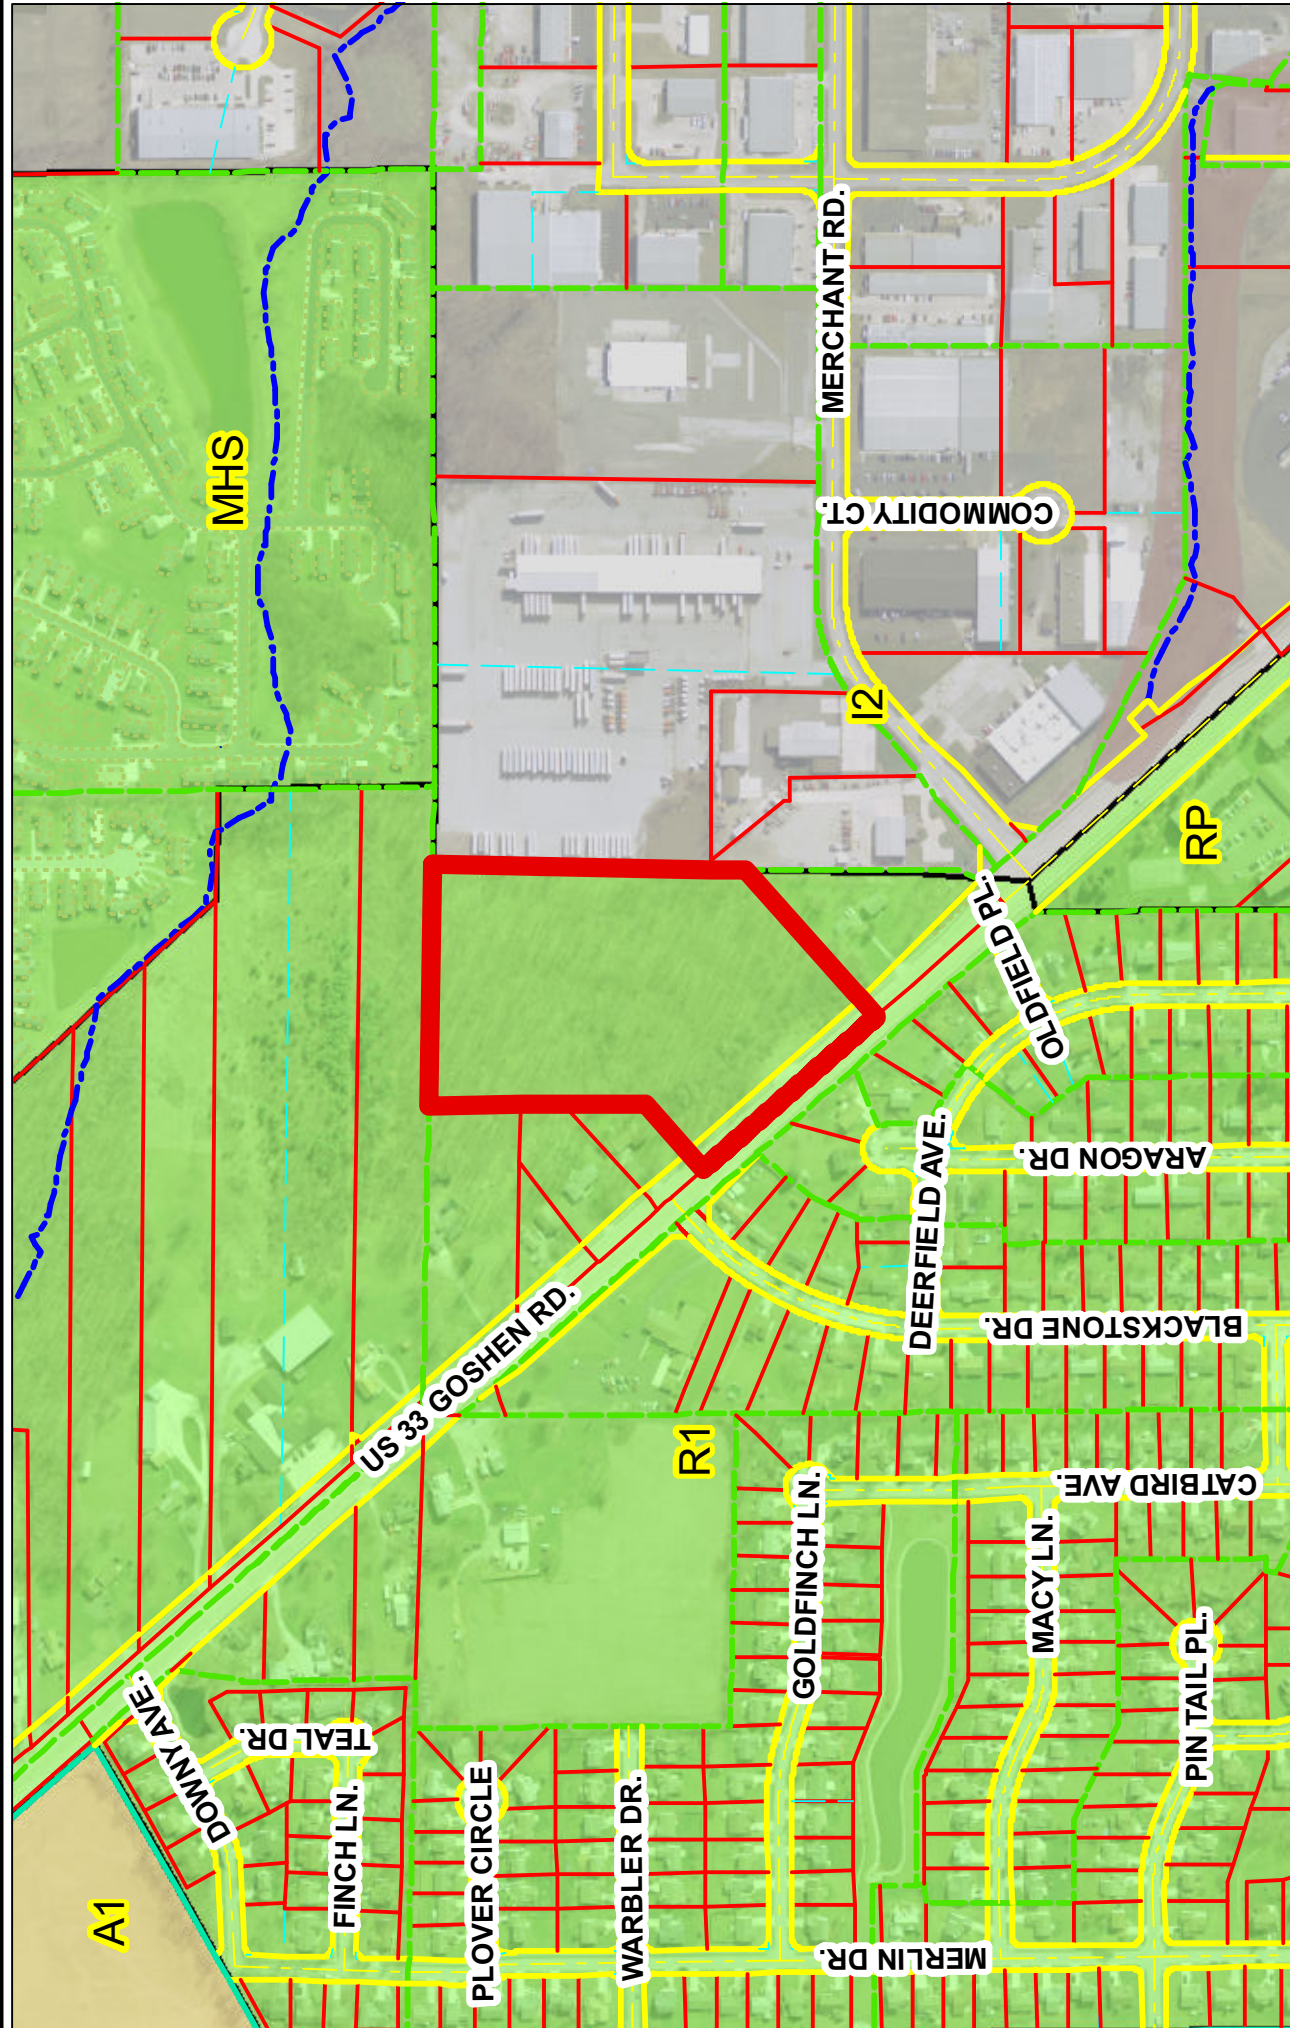 MERCHANT RD.
MHS
COMMODITY CT.
I2
RP
OLDFIELD PL.
ARAGON DR.
DEERFIELD AVE.
BLACKSTONE DR.
US 33 GOSHEN RD.
R1
CATBIRD AVE.
GOLDFINCH LN.
MACY LN.
PIN TAIL PL.
DOWNY AVE.
TEAL DR.
FINCH LN.
PLOVER CIRCLE
WARBLER DR.
A1
MERLIN DR.